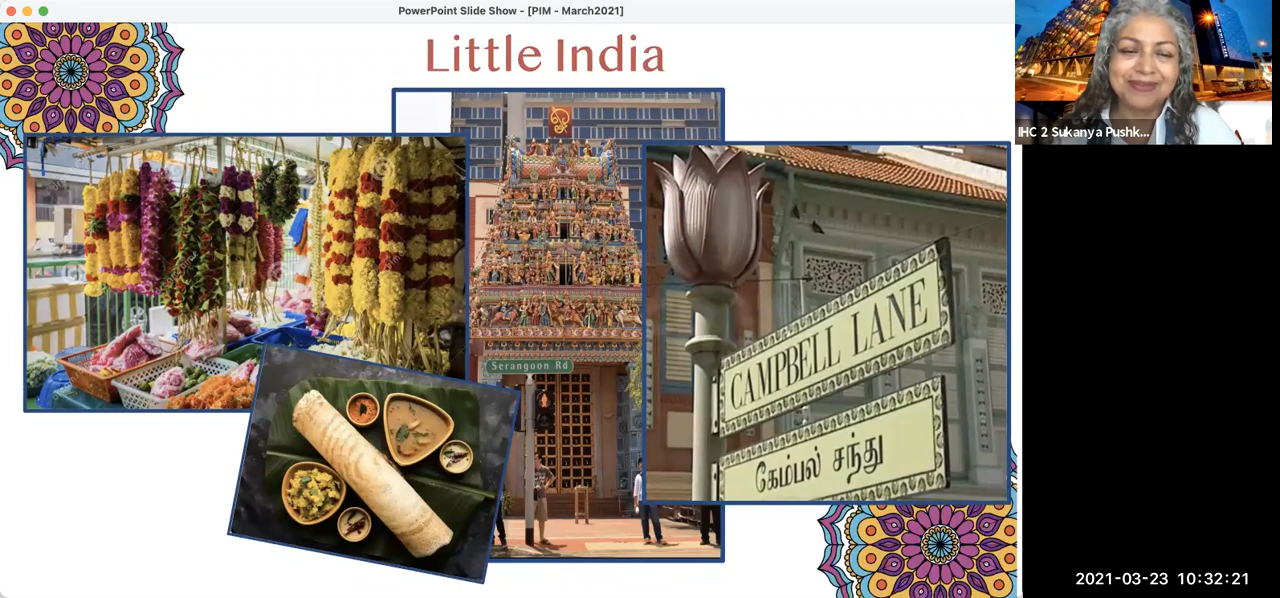 PowerPoint Slide Show - [PIM - March2021]
Little India
Serangoon Rd
CAMPBELL LANE
கேம்பல் சந்து
IHC 2 Sukanya Pushk...
2021-03-23 10:32:21